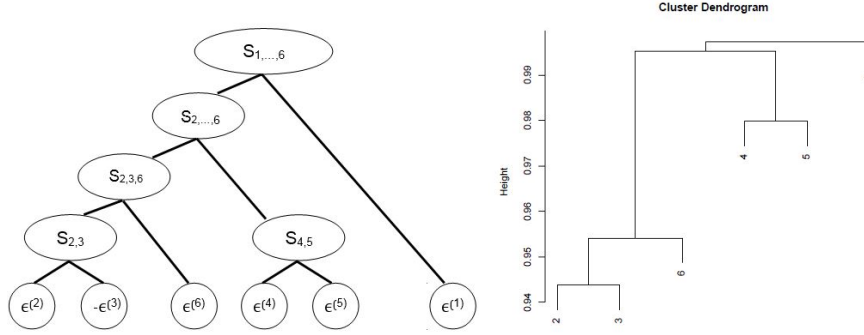 S1,...,6
S2,...,6
S2,3,6
S2,3
S4,5
ϵ(2)
-ϵ(3)
ϵ(6)
ϵ(4)
ϵ(5)
ϵ(1)
Cluster Dendrogram
Height
0.99
0.98
0.97
0.96
0.95
0.94
4
5
6
2
3